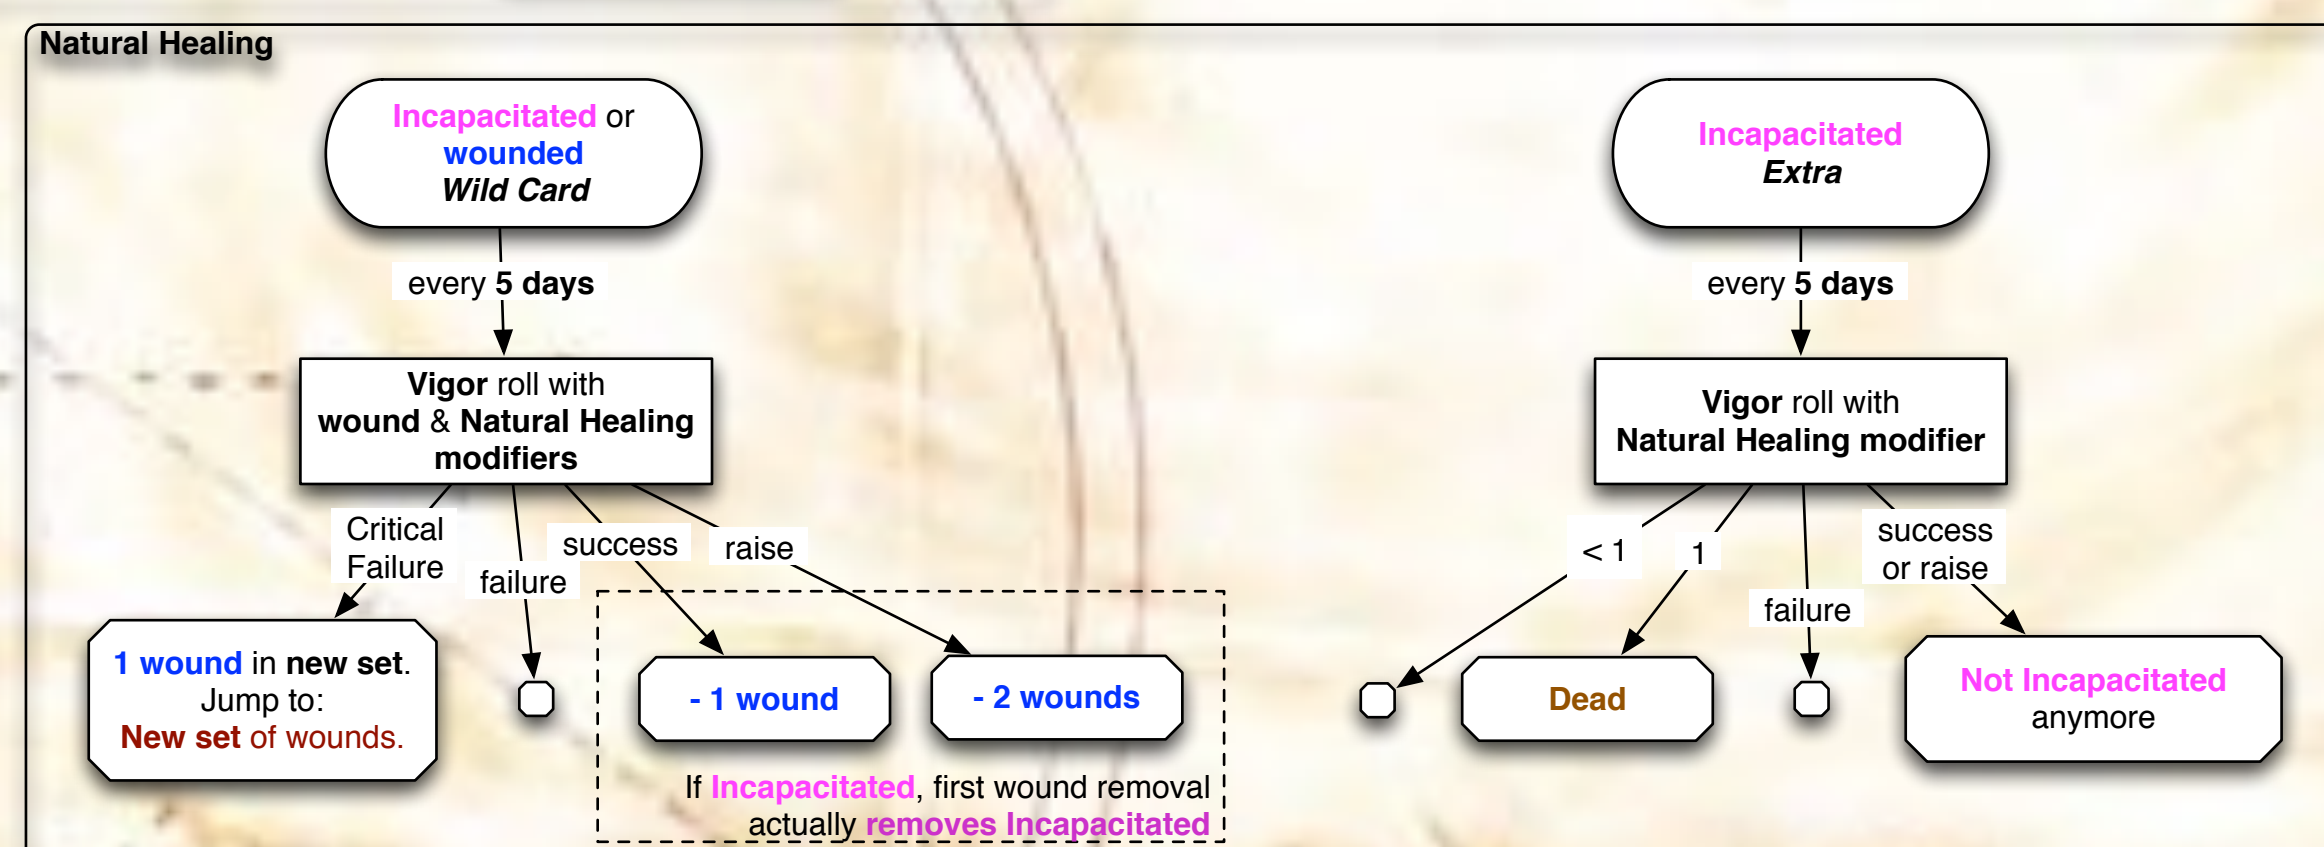 Natural Healing
Incapacitated or
wounded
Wild Card
every 5 days
Vigor roll with
wound & Natural Healing
modifiers
Critical
Failure
failure
success
raise
1 wound in new set.
Jump to:
New set of wounds.
- 1 wound
- 2 wounds
If Incapacitated, first wound removal
actually removes Incapacitated
Incapacitated
Extra
every 5 days
Vigor roll with
Natural Healing modifier
< 1
1
failure
success
or raise
Dead
Not Incapacitated
anymore